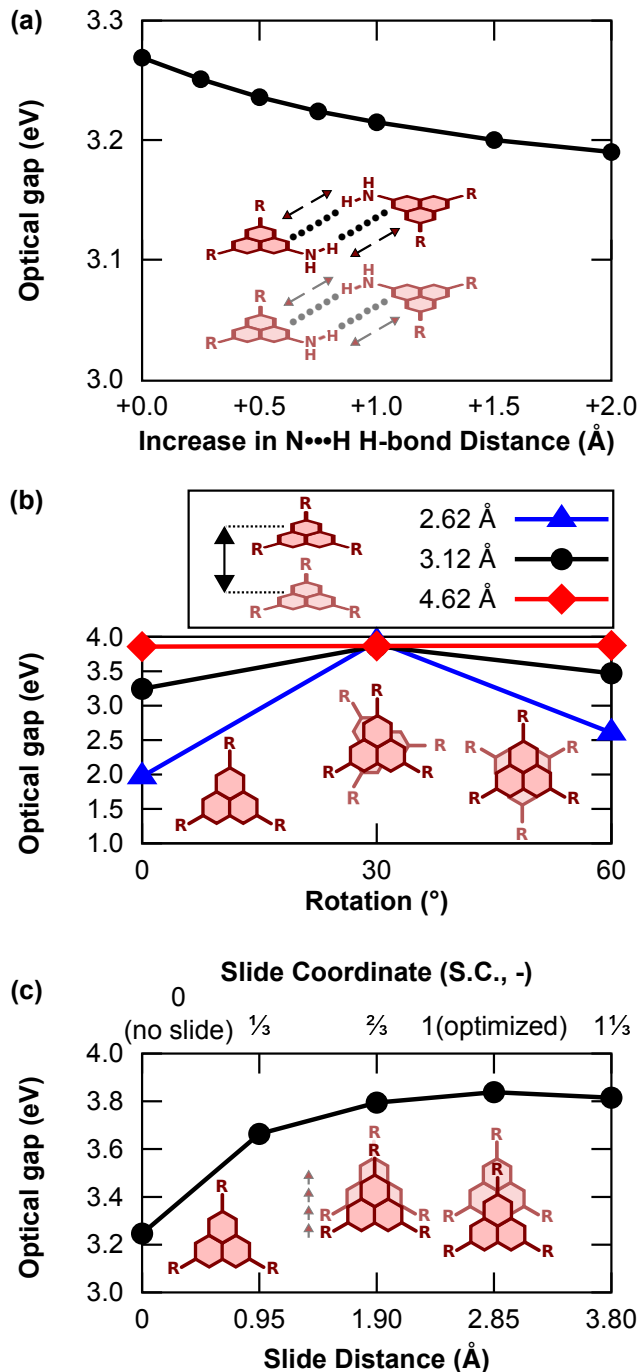 (a)
3.3
3.2
3.1
3.0
Optical gap (eV)
R
R
N
H
H
H
N
H
R
R
R
R
N
H
H
H
N
H
R
R
+0.0 +0.5 +1.0 +1.5 +2.0
Increase in N•••H H-bond Distance (Å)
(b)
R
R R
R
R R
2.62 Å
3.12 Å
4.62 Å
4.0
3.5
3.0
2.5
2.0
1.5
1.0
Optical gap (eV)
R
R R
R R
R
R R
R
R
R R
R R
R
0 30 60
Rotation (°)
Slide Coordinate (S.C., -)
(c)
0
(no slide) ⅓ ⅔ 1(optimized) 1⅓
4.0
3.8
3.6
3.4
3.2
3.0
Optical gap (eV)
R
R R
R
R
R R
R R
R
R
R R
R R
0 0.95 1.90 2.85 3.80
Slide Distance (Å)